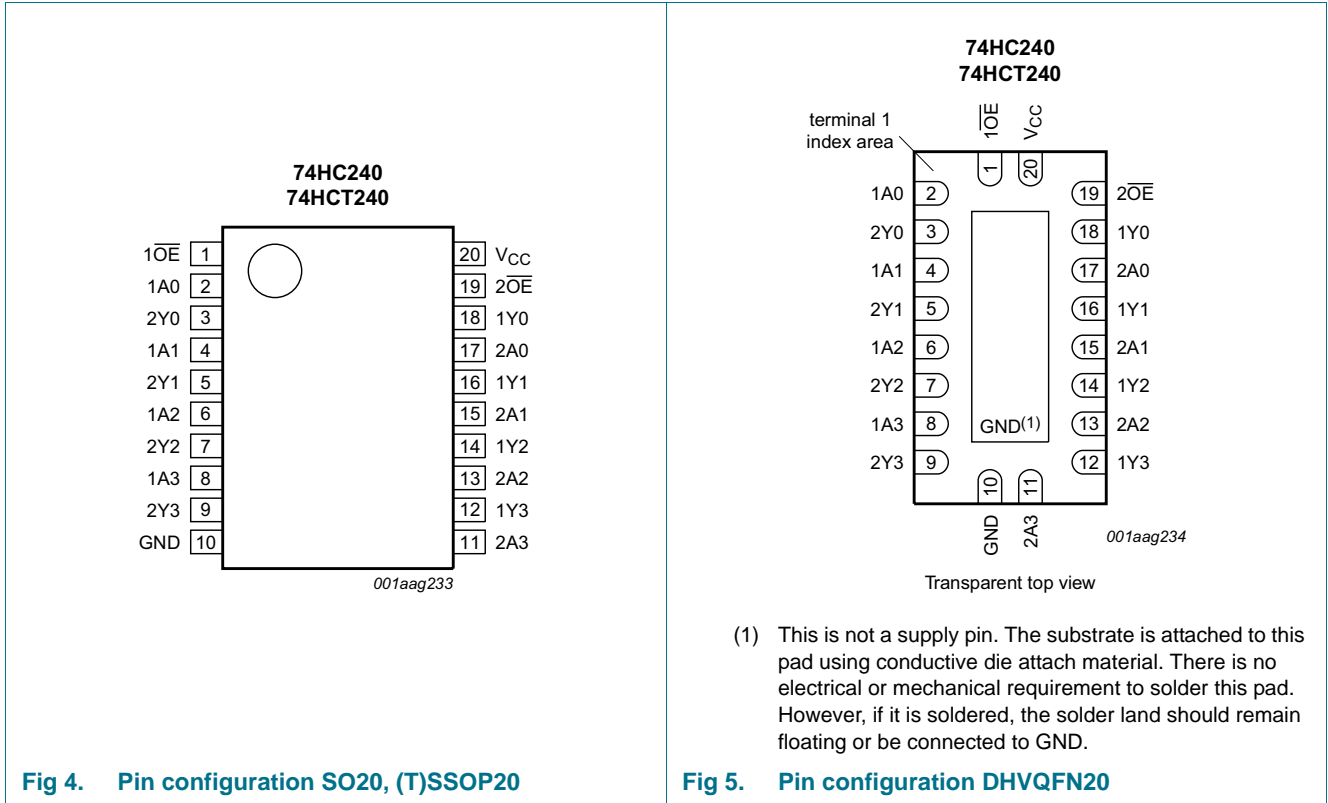 74HC240
74HCT240
1OE 1
1A0 2
2Y0 3
1A1 4
2Y1 5
1A2 6
2Y2 7
1A3 8
2Y3 9
GND 10
20 VCC
19 2OE
18 1Y0
17 2A0
16 1Y1
15 2A1
14 1Y2
13 2A2
12 1Y3
11 2A3
001aag233
Fig 4. Pin configuration SO20, (T)SSOP20
74HC240
74HCT240
terminal 1
index area
1OE
VCC
1
20
1A0 2
2Y0 3
1A1 4
2Y1 5
1A2 6
2Y2 7
1A3 8
2Y3 9
19 2OE
18 1Y0
17 2A0
16 1Y1
15 2A1
14 1Y2
13 2A2
12 1Y3
GND(1)
10
11
GND
2A3
001aag234
Transparent top view
(1) This is not a supply pin. The substrate is attached to this
pad using conductive die attach material. There is no
electrical or mechanical requirement to solder this pad.
However, if it is soldered, the solder land should remain
floating or be connected to GND.
Fig 5. Pin configuration DHVQFN20